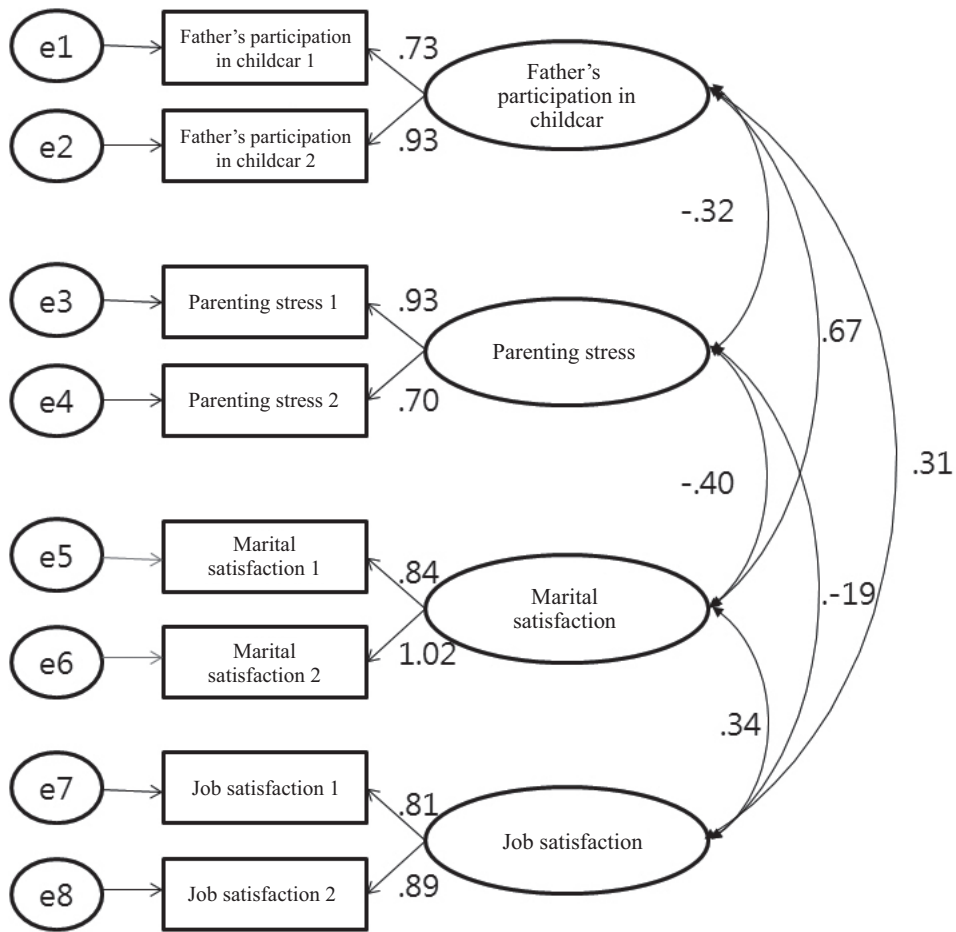 e1
Father’s participation
in childcar 1
.73
Father’s
participation in
childcar
e2
Father’s participation
in childcar 2
.93
-.32
e3
Parenting stress 1
.93
Parenting stress
.67
e4
Parenting stress 2
.70
-.40
.31
e5
Marital
satisfaction 1
.84
Marital
satisfaction
.-19
e6
Marital
satisfaction 2
1.02
.34
e7
Job satisfaction 1
.81
Job satisfaction
e8
Job satisfaction 2
.89